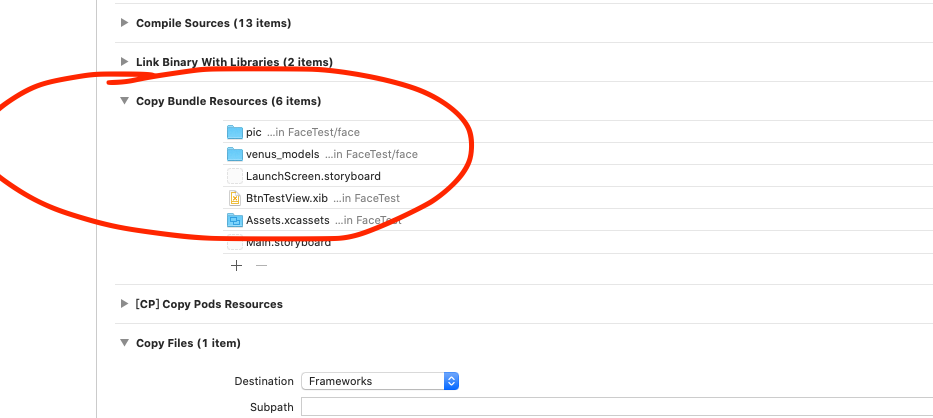 Compile Sources (13 items)
Link Binary With Libraries (2 items)
Copy Bundle Resources (6 items)
pic ...in FaceTest/face
venus_models ...in FaceTest/face
LaunchScreen.storyboard
BtnTestView.xib ...in FaceTest
Assets.xcassets ...in FaceTest
Main.storyboard
[CP] Copy Pods Resources
Copy Files (1 item)
Destination Frameworks
Subpath